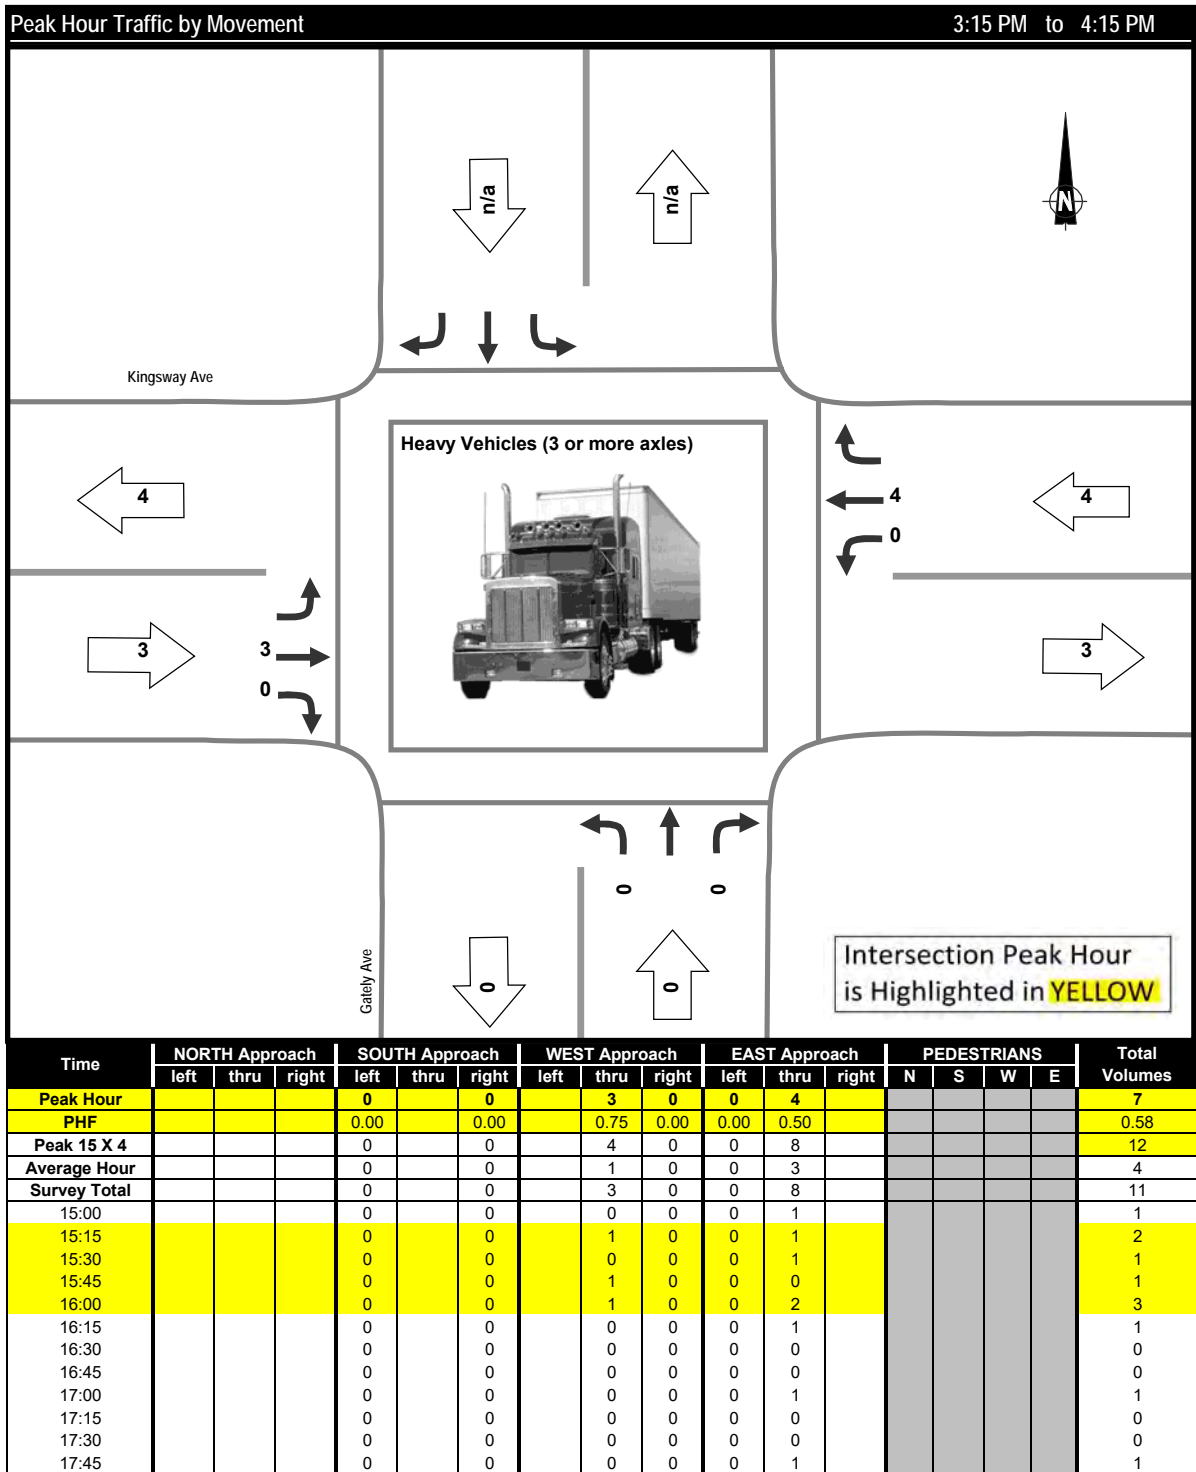 Peak Hour Traffic by Movement 3:15 PM to 4:15 PM
n/a n/a
N
Kingsway Ave
Heavy Vehicles (3 or more axles)
4 4 4
0
3 3 3
0
0 0
Gately Ave
0 0
Intersection Peak Hour
is Highlighted in YELLOW
Time NORTH Approach SOUTH Approach WEST Approach EAST Approach PEDESTRIANS Total
left thru right left thru right left thru right left thru right N S W E Volumes
Peak Hour 0 0 3 0 0 4 7
PHF 0.00 0.00 0.75 0.00 0.00 0.50 0.58
Peak 15 X 4 0 0 4 0 0 8 12
Average Hour 0 0 1 0 0 3 4
Survey Total 0 0 3 0 0 8 11
15:00 0 0 0 0 0 1 1
15:15 0 0 1 0 0 1 2
15:30 0 0 0 0 0 1 1
15:45 0 0 1 0 0 0 1
16:00 0 0 1 0 0 2 3
16:15 0 0 0 0 0 1 1
16:30 0 0 0 0 0 0 0
16:45 0 0 0 0 0 0 0
17:00 0 0 0 0 0 1 1
17:15 0 0 0 0 0 0 0
17:30 0 0 0 0 0 0 0
17:45 0 0 0 0 0 1 1